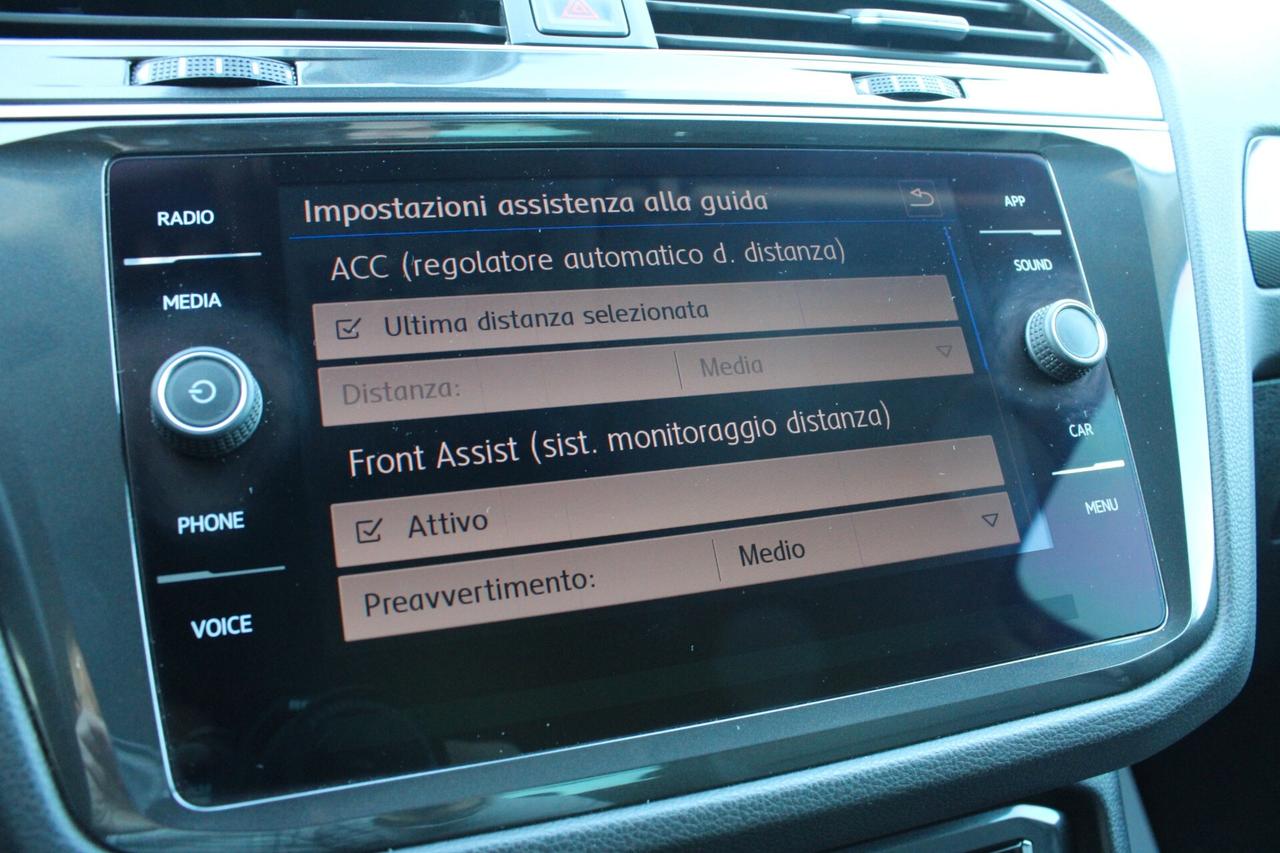 RADIO
MEDIA
PHONE
VOICE
Impostazioni assistenza alla guida
ACC (regolatore automatico d. distanza)
Ultima distanza selezionata
Distanza: Media
Front Assist (sist. monitoraggio distanza)
Attivo
Preavvertimento: Medio
APP
SOUND
CAR
MENU